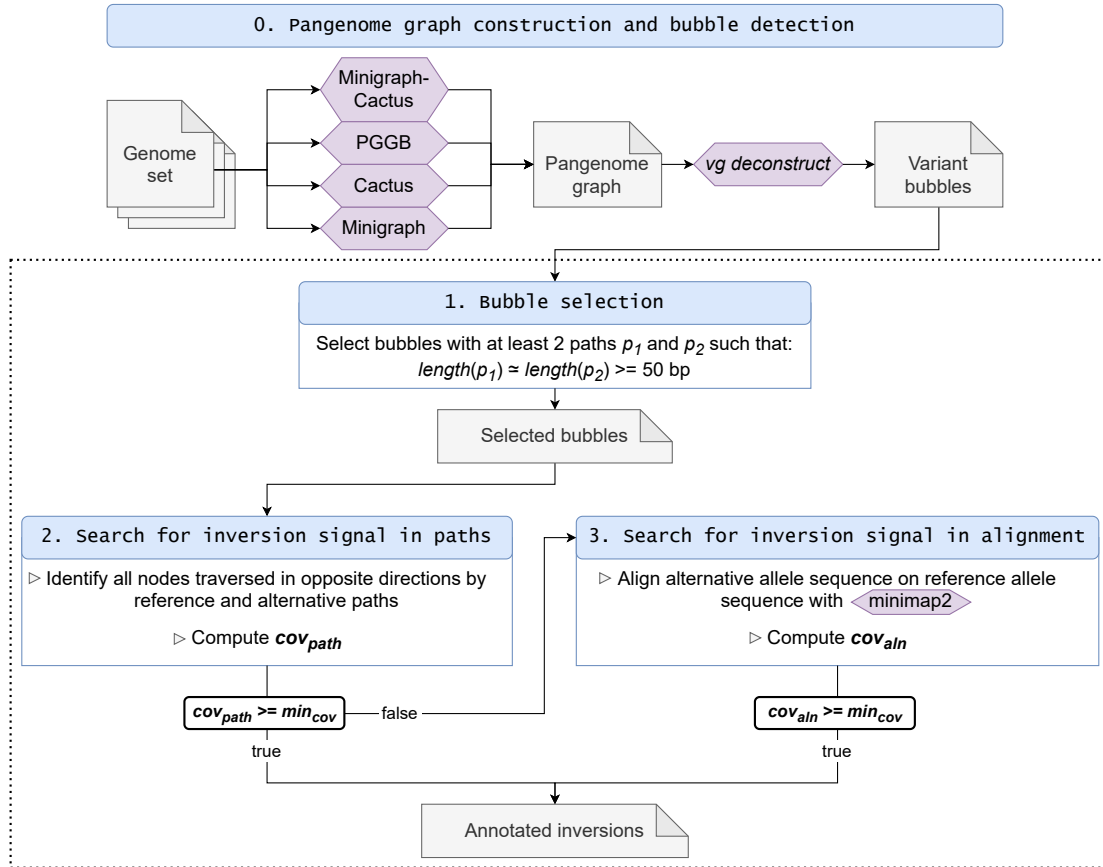 0. Pangenome graph construction and bubble detection
Genome
set
Minigraph-
Cactus
PGGB
Cactus
Minigraph
Pangenome
graph
vg deconstruct
Variant
bubbles
1. Bubble selection
Select bubbles with at least 2 paths p1 and p2 such that:
length(p1) ≃ length(p2) >= 50 bp
Selected bubbles
2. Search for inversion signal in paths
▷ Identify all nodes traversed in opposite directions by
reference and alternative paths
▷ Compute covpath
covpath >= mincov
false
true
3. Search for inversion signal in alignment
▷ Align alternative allele sequence on reference allele
sequence with minimap2
▷ Compute covaln
covaln >= mincov
true
Annotated inversions